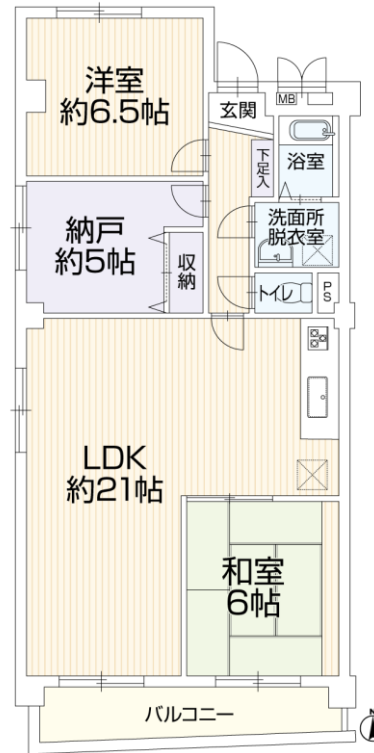 洋室
約6.5帖
玄関
MB
下足入
浴室
納戸
約5帖
収納
洗面所
脱衣室
トイレ
PS
LDK
約21帖
和室
6帖
バルコニー